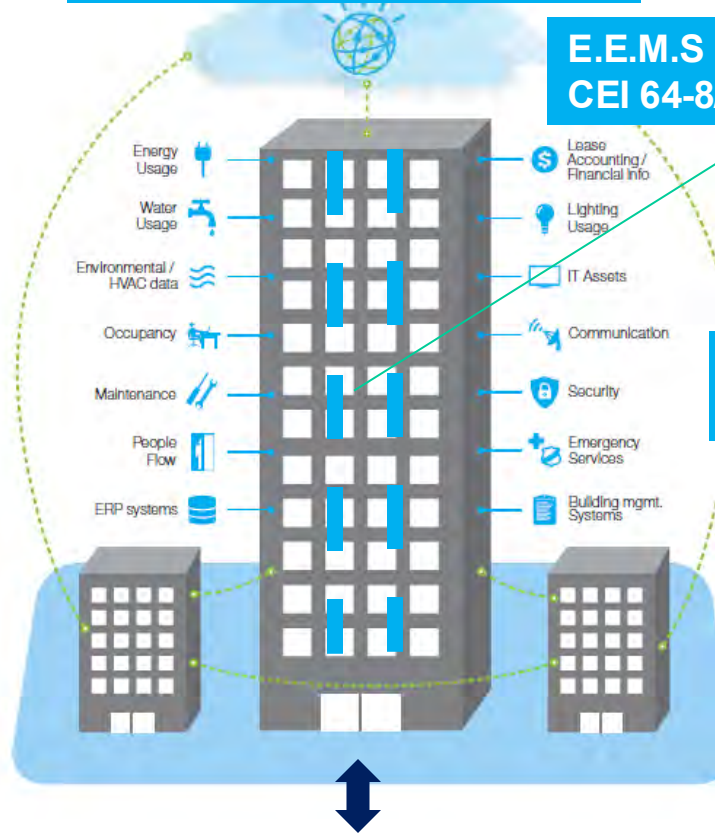 E.E.M.S
CEI 64-8
Energy
Usage
Water
Usage
Environmental /
HVAC data
Occupancy
Maintenance
People
Flow
ERP systems
Lease
Accounting /
Financial Info
Lighting
Usage
IT Assets
Communication
Security
Emergency
Services
Building mgmt.
Systems